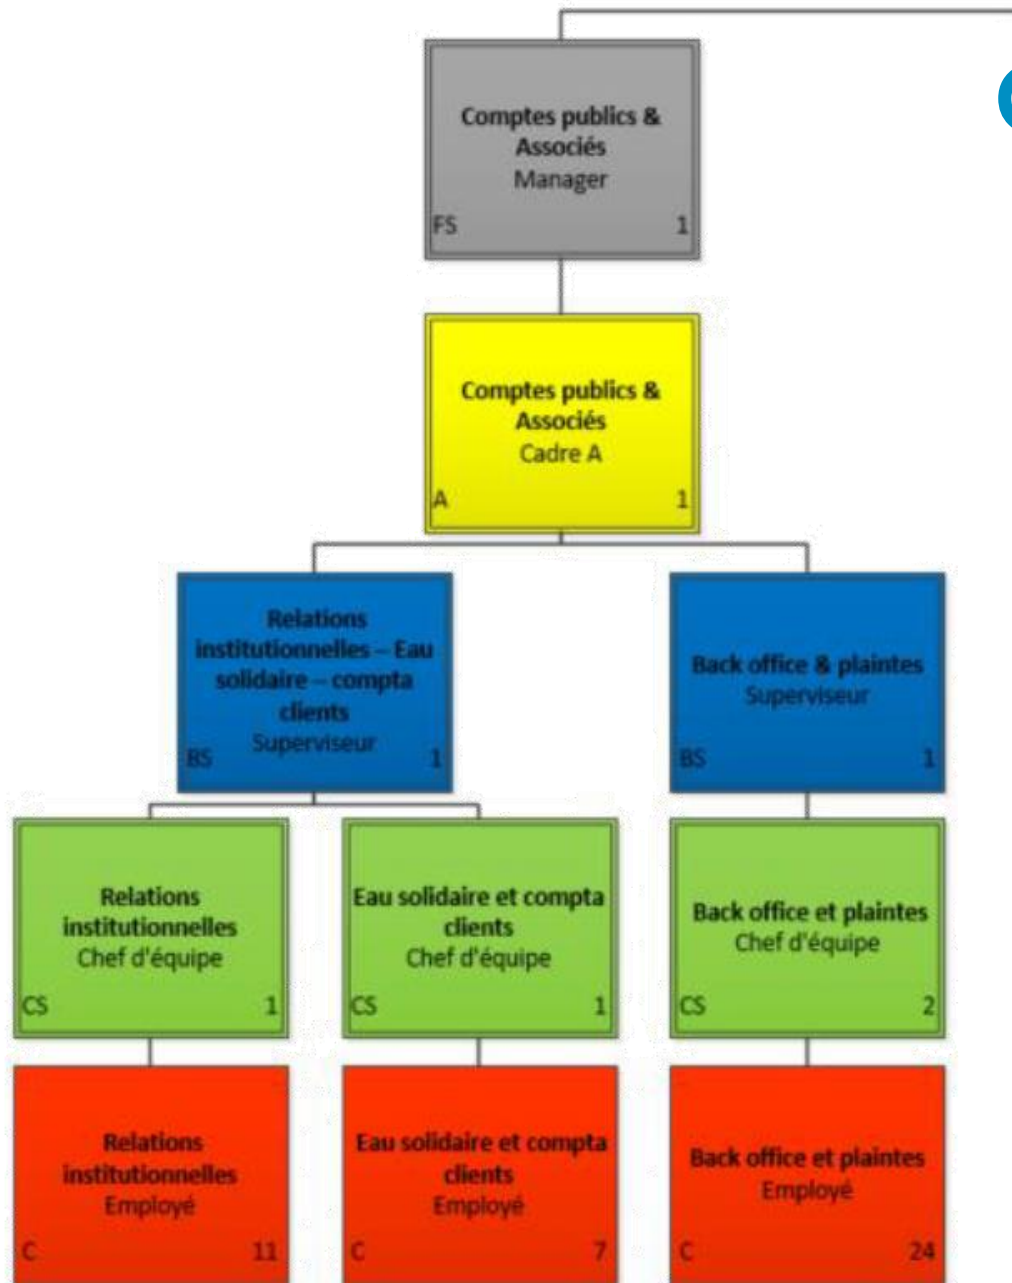 Comptes publics &
Associés
Manager
FS 1
Comptes publics &
Associés
Cadre A
A 1
Relations
institutionnelles – Eau
solidaire – compta
clients
Superviseur
BS 1
Back office & plaintes
Superviseur
BS 1
Relations
institutionnelles
Chef d'équipe
CS 1
Eau solidaire et compta
clients
Chef d'équipe
CS 1
Back office et plaintes
Chef d'équipe
CS 2
Relations
institutionnelles
Employé
C 11
Eau solidaire et compta
clients
Employé
C 7
Back office et plaintes
Employé
C 24